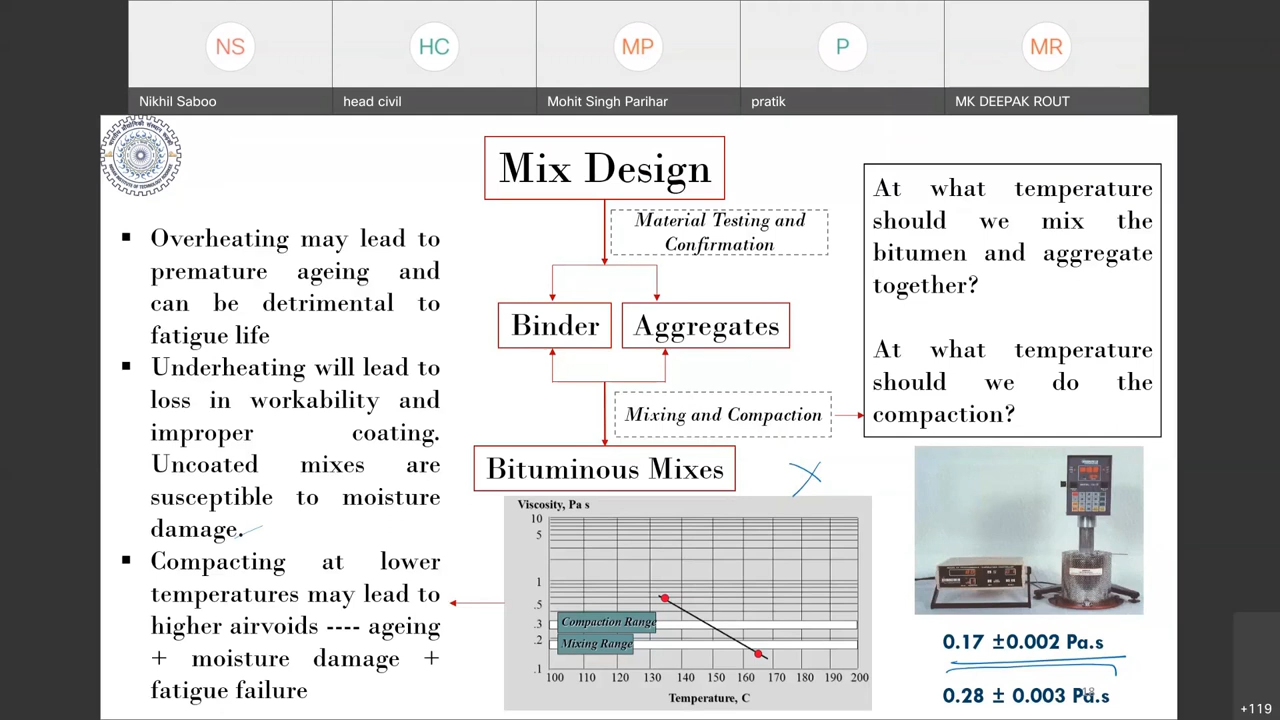 NS
HC
MP
P
MR
Nikhil Saboo
head civil
Mohit Singh Parihar
pratik
MK DEEPAK ROUT
Mix Design
Material Testing and
Confirmation
Binder
Aggregates
Mixing and Compaction
Bituminous Mixes
▪ Overheating may lead to
premature ageing and
can be detrimental to
fatigue life
▪ Underheating will lead to
loss in workability and
improper coating.
Uncoated mixes are
susceptible to moisture
damage.
▪ Compacting at lower
temperatures may lead to
higher airvoids ---- ageing
+ moisture damage +
fatigue failure
At what temperature
should we mix the
bitumen and aggregate
together?
At what temperature
should we do the
compaction?
Viscosity, Pa s
10
5
1
.5
.3
.2
.1
Compaction Range
Mixing Range
100 110 120 130 140 150 160 170 180 190 200
Temperature, C
0.17 ±0.002 Pa.s
0.28 ± 0.003 Pa.s
18
+119